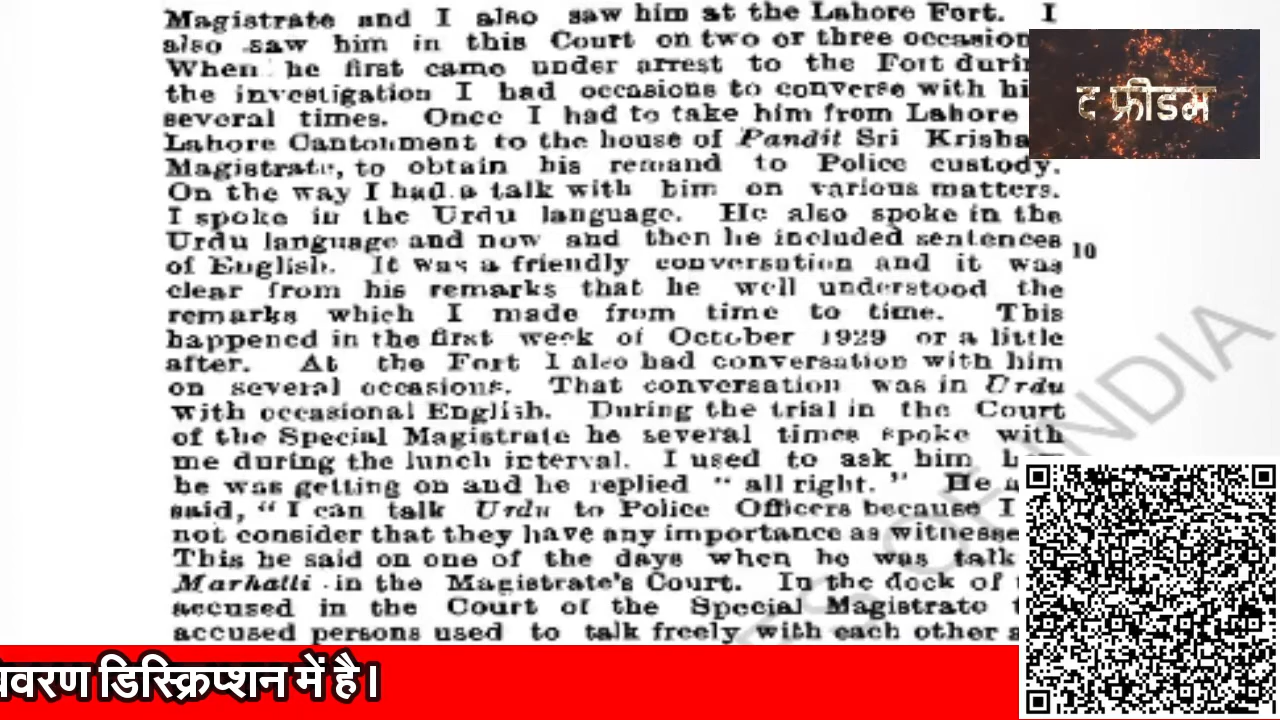 Magistrate and I also saw him at the Lahore Fort. I
also saw him in this Court on two or three occasion
When he first came under arrest to the Fort durin
the investigation I had occasions to converse with hi
several times. Once I had to take him from Lahore
Lahore Cantonment to the house of Pandit Sri Krisha
Magistrate, to obtain his remand to Police custody.
On the way I had a talk with him on various matters.
I spoke in the Urdu language. He also spoke in the
Urdu language and now and then he included sentences
10
of English. It was a friendly conversation and it was
clear from his remarks that he well understood the
remarks which I made from time to time. This
happened in the first week of October 1929 or a little
after. At the Fort I also had conversation with him
on several occasions. That conversation was in Urdu
with occasional English. During the trial in the Court
of the Special Magistrate he several times spoke with
me during the lunch interval. I used to ask him
he was getting on and he replied " all right. " He a
said, " I can talk Urdu to Police Officers because I
not consider that they have any importance as witnesse
This he said on one of the days when he was talk
Marhatti in the Magistrate's Court. In the dock of
accused in the Court of the Special Magistrate t
accused persons used to talk freely with each other a
द फ्रीडम
S OF INDIA
विवरण डिस्क्रिप्शन में है।